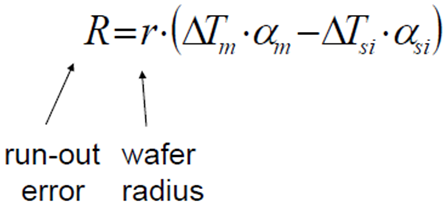 R=r·(ΔTₘ·αₘ−ΔTₛᵢ·αₛᵢ)
run-out wafer
error radius